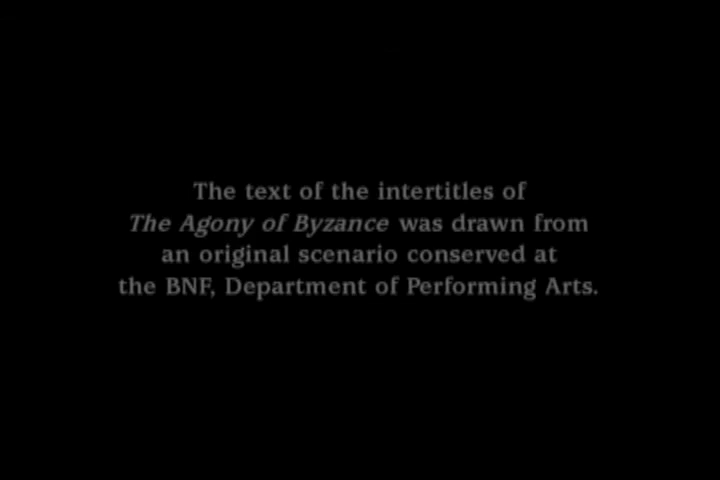 The text of the intertitles of
The Agony of Byzance was drawn from
an original scenario conserved at
the BNF, Department of Performing Arts.